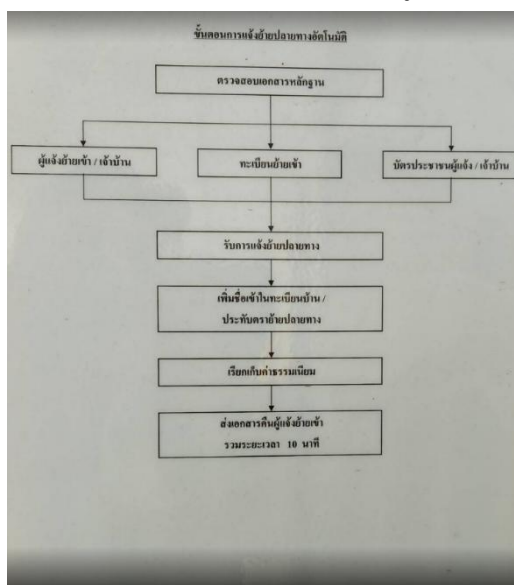 ขั้นตอนการแจ้งย้ายปลายทางอัตโนมัติ
ตรวจสอบเอกสารหลักฐาน
ผู้แจ้งย้ายเข้า / เจ้าบ้าน
ทะเบียนย้ายเข้า
บัตรประชาชนผู้แจ้ง / เจ้าบ้าน
รับการแจ้งย้ายปลายทาง
เพิ่มชื่อเข้าในทะเบียนบ้าน /
ประทับตราย้ายปลายทาง
เรียกเก็บค่าธรรมเนียม
ส่งเอกสารคืนผู้แจ้งย้ายเข้า
รวมระยะเวลา 10 นาที